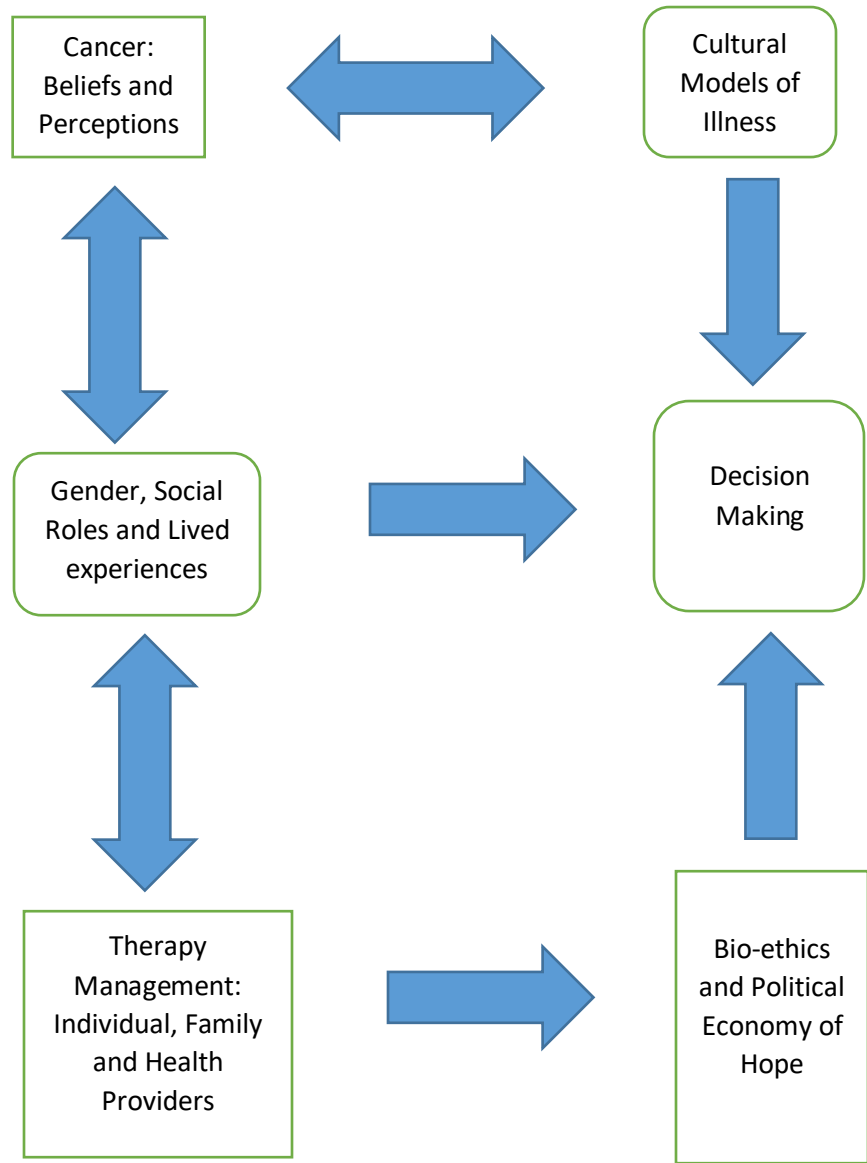 Cancer:
Beliefs and
Perceptions
Cultural
Models of
Illness
Gender, Social
Roles and Lived
experiences
Decision
Making
Therapy
Management:
Individual, Family
and Health
Providers
Bio-ethics
and Political
Economy of
Hope